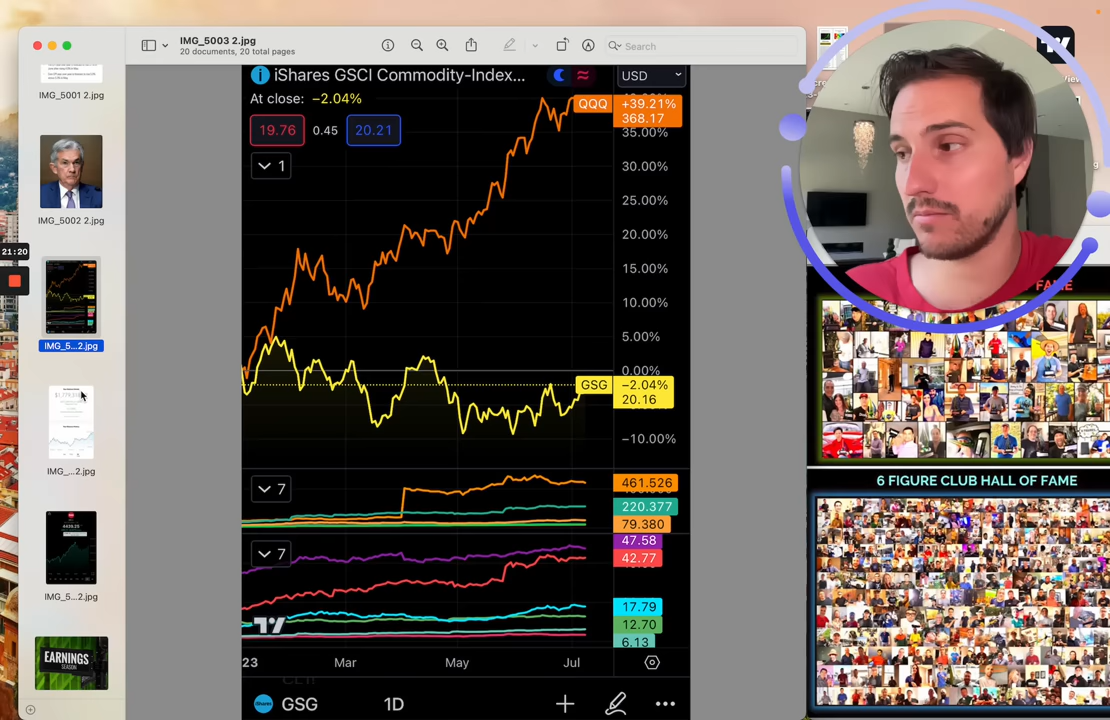 IMG_5003 2.jpg
20 documents, 20 total pages
Search
IMG_5001 2.jpg
IMG_5002 2.jpg
21:20
IMG_5...2.jpg
IMG_...2.jpg
IMG_5...2.jpg
EARNINGS
SEASON
iShares GSCI Commodity-Index...
USD
At close: −2.04%
19.76 0.45 20.21
1
QQQ +39.21%
368.17
35.00%
30.00%
25.00%
20.00%
15.00%
10.00%
5.00%
0.00%
GSG −2.04%
20.16
−10.00%
7
461.526
220.377
79.380
7
47.58
42.77
17.79
12.70
6.13
23 Mar May Jul
GSG 1D
FAME
6 FIGURE CLUB HALL OF FAME